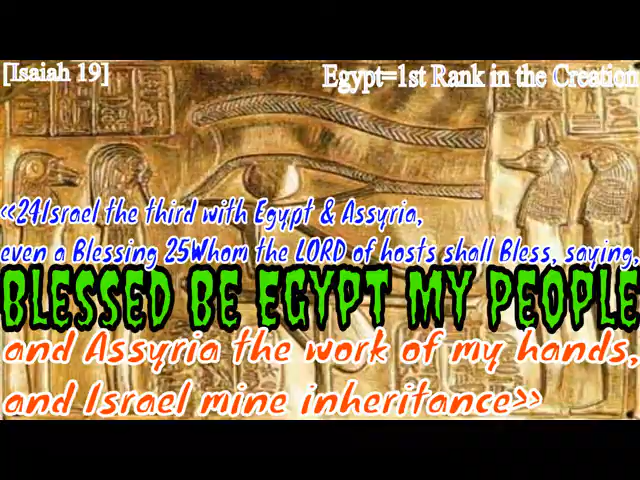 [Isaiah 19]
Egypt=1st Rank in the Creation
«24Israel the third with Egypt & Assyria,
even a Blessing 25Whom the LORD of hosts shall Bless, saying,
BLESSED BE EGYPT MY PEOPLE
and Assyria the work of my hands,
and Israel mine inheritance»